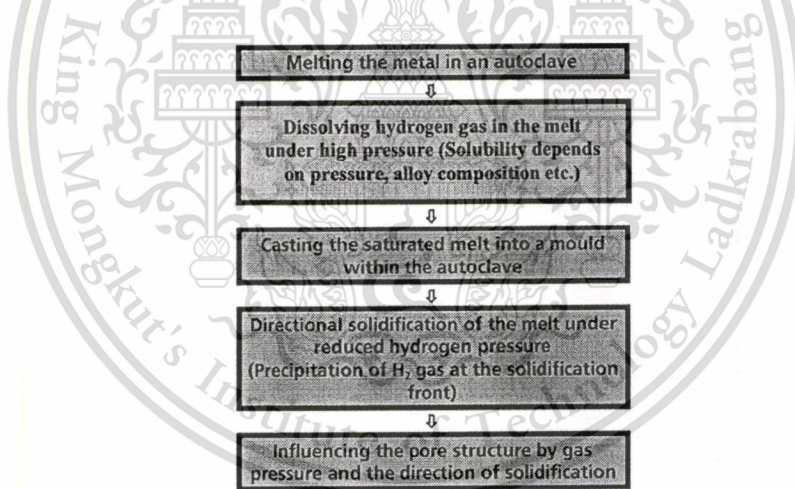 Melting the metal in an autoclave
⇩
Dissolving hydrogen gas in the melt
under high pressure (Solubility depends
on pressure, alloy composition etc.)
⇩
Casting the saturated melt into a mould
within the autoclave
⇩
Directional solidification of the melt under
reduced hydrogen pressure
(Precipitation of H₂ gas at the solidification
front)
⇩
Influencing the pore structure by gas
pressure and the direction of solidification
King Mongkut's Institute of Technology Ladkrabang